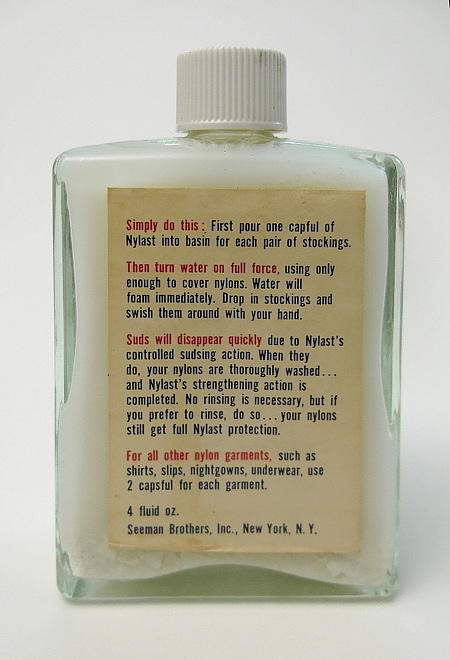 Simply do this: First pour one capful of
Nylast into basin for each pair of stockings.
Then turn water on full force, using only
enough to cover nylons. Water will
foam immediately. Drop in stockings and
swish them around with your hand.
Suds will disappear quickly due to Nylast's
controlled sudsing action. When they
do, your nylons are thoroughly washed...
and Nylast's strengthening action is
completed. No rinsing is necessary, but if
you prefer to rinse, do so...your nylons
still get full Nylast protection.
For all other nylon garments, such as
shirts, slips, nightgowns, underwear, use
2 capsful for each garment.
4 fluid oz.
Seeman Brothers, Inc., New York, N. Y.